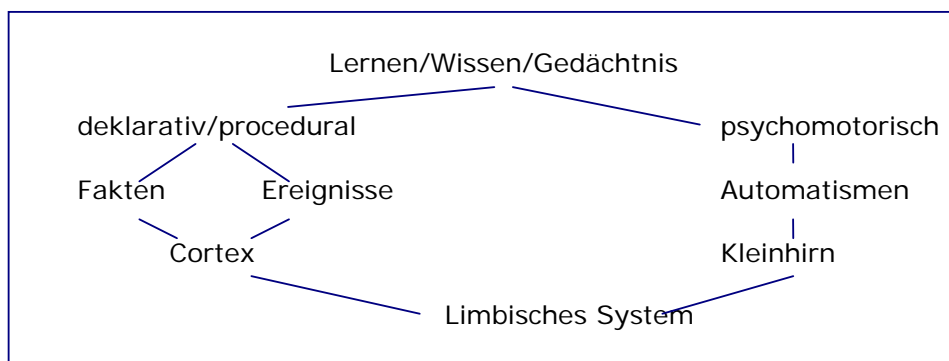 Lernen/Wissen/Gedächtnis
deklarativ/procedural psychomotorisch
Fakten Ereignisse Automatismen
Cortex Kleinhirn
Limbisches System